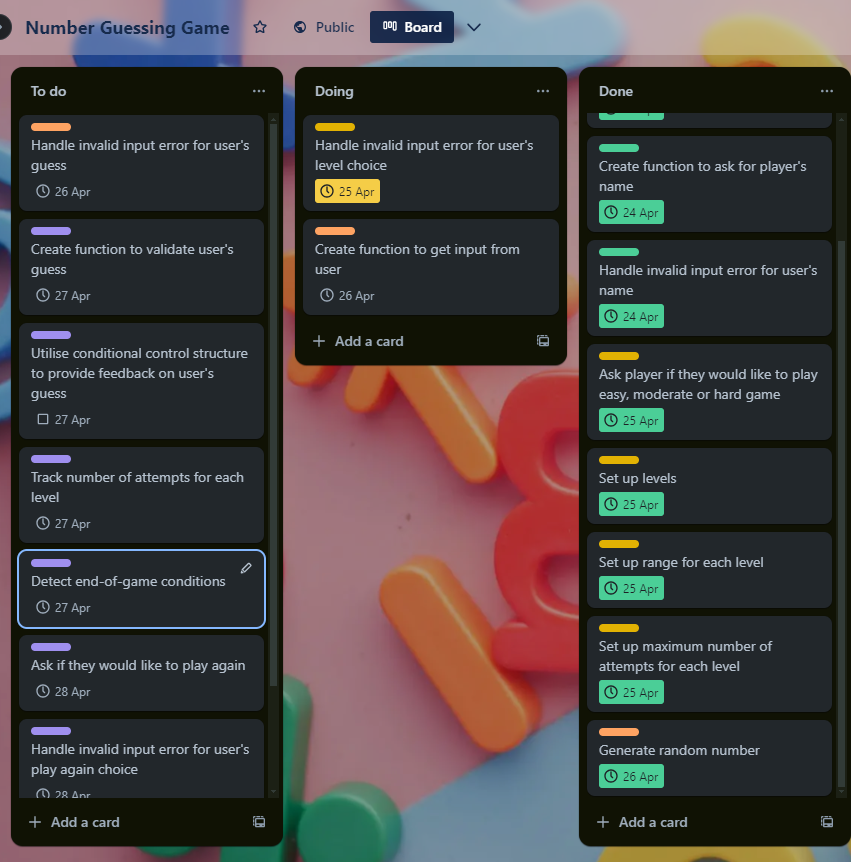 Number Guessing Game
Public
Board
To do
Handle invalid input error for user's
guess
26 Apr
Create function to validate user's
guess
27 Apr
Utilise conditional control structure
to provide feedback on user's
guess
27 Apr
Track number of attempts for each
level
27 Apr
Detect end-of-game conditions
27 Apr
Ask if they would like to play again
28 Apr
Handle invalid input error for user's
play again choice
28 Apr
Add a card
Doing
Handle invalid input error for user's
level choice
25 Apr
Create function to get input from
user
26 Apr
Add a card
Done
Create function to ask for player's
name
24 Apr
Handle invalid input error for user's
name
24 Apr
Ask player if they would like to play
easy, moderate or hard game
25 Apr
Set up levels
25 Apr
Set up range for each level
25 Apr
Set up maximum number of
attempts for each level
25 Apr
Generate random number
26 Apr
Add a card